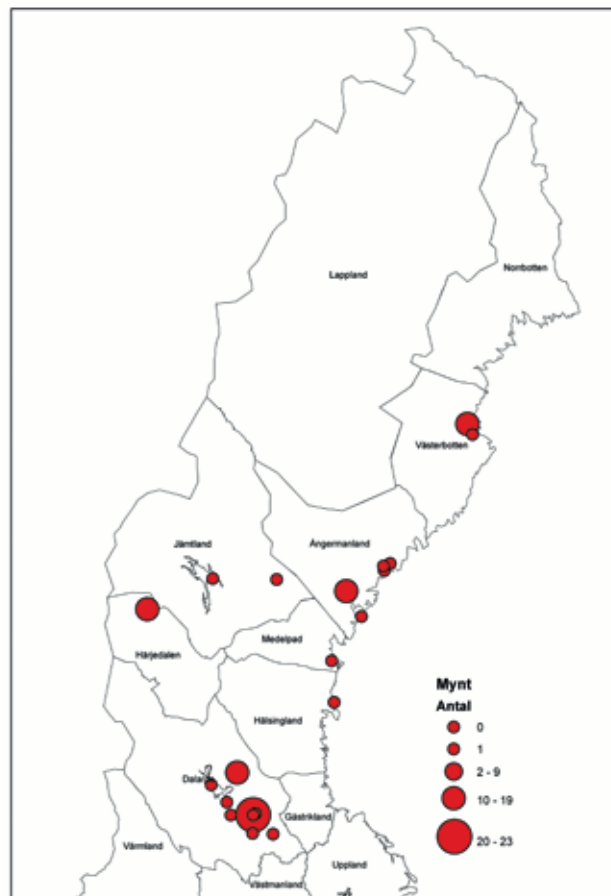 Lappland
Norrbotten
Västerbotten
Ångermanland
Jämtland
Medelpad
Härjedalen
Mynt
Antal
0
1
2 - 9
10 - 19
20 - 23
Hälsingland
Gästrikland
Värmland
Västmanland
Uppland